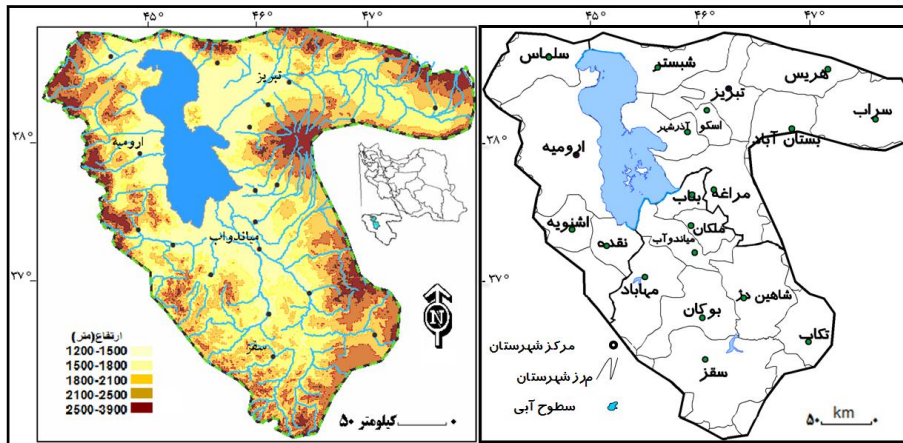 ۴۵° ۴۶° ۴۷°
تبریز
۳۸°
ارومیه
میاندوآب
۳۷°
سقز
ارتفاع(متر)
1200-1500
1500-1800
1800-2100
2100-2500
2500-3900
N
۵۰ کیلومتر ۰
۴۵° ۴۶° ۴۷°
سلماس
شبستر
هریس
تبریز
سراب
اسکو
آذرشهر
بستان آباد
۳۸°
ارومیه
بناب
مراغه
ملکان
اشنویه
نقده
میاندوآب
۳۷°
مهاباد
شاهین دژ
بوکان
تکاب
سقز
مرکز شهرستان
مرز شهرستان
سطوح آبی
۵۰ km ۰